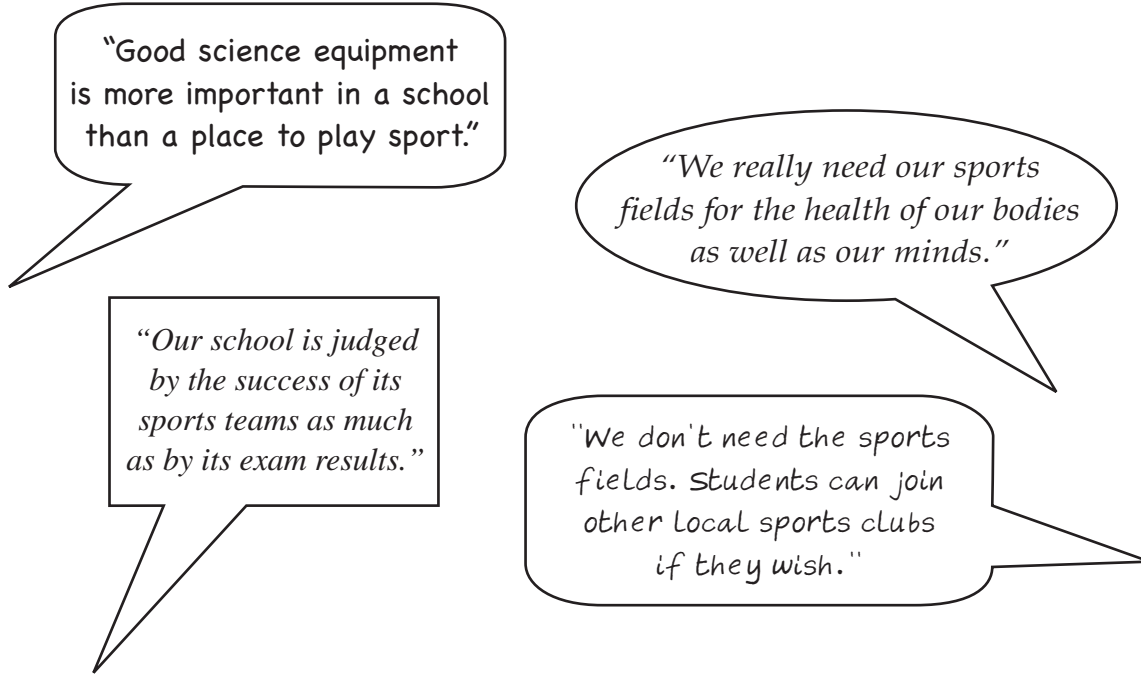 “Good science equipment
is more important in a school
than a place to play sport.”
“We really need our sports
fields for the health of our bodies
as well as our minds.”
“Our school is judged
by the success of its
sports teams as much
as by its exam results.”
"We don't need the sports
fields. Students can join
other local sports clubs
if they wish."